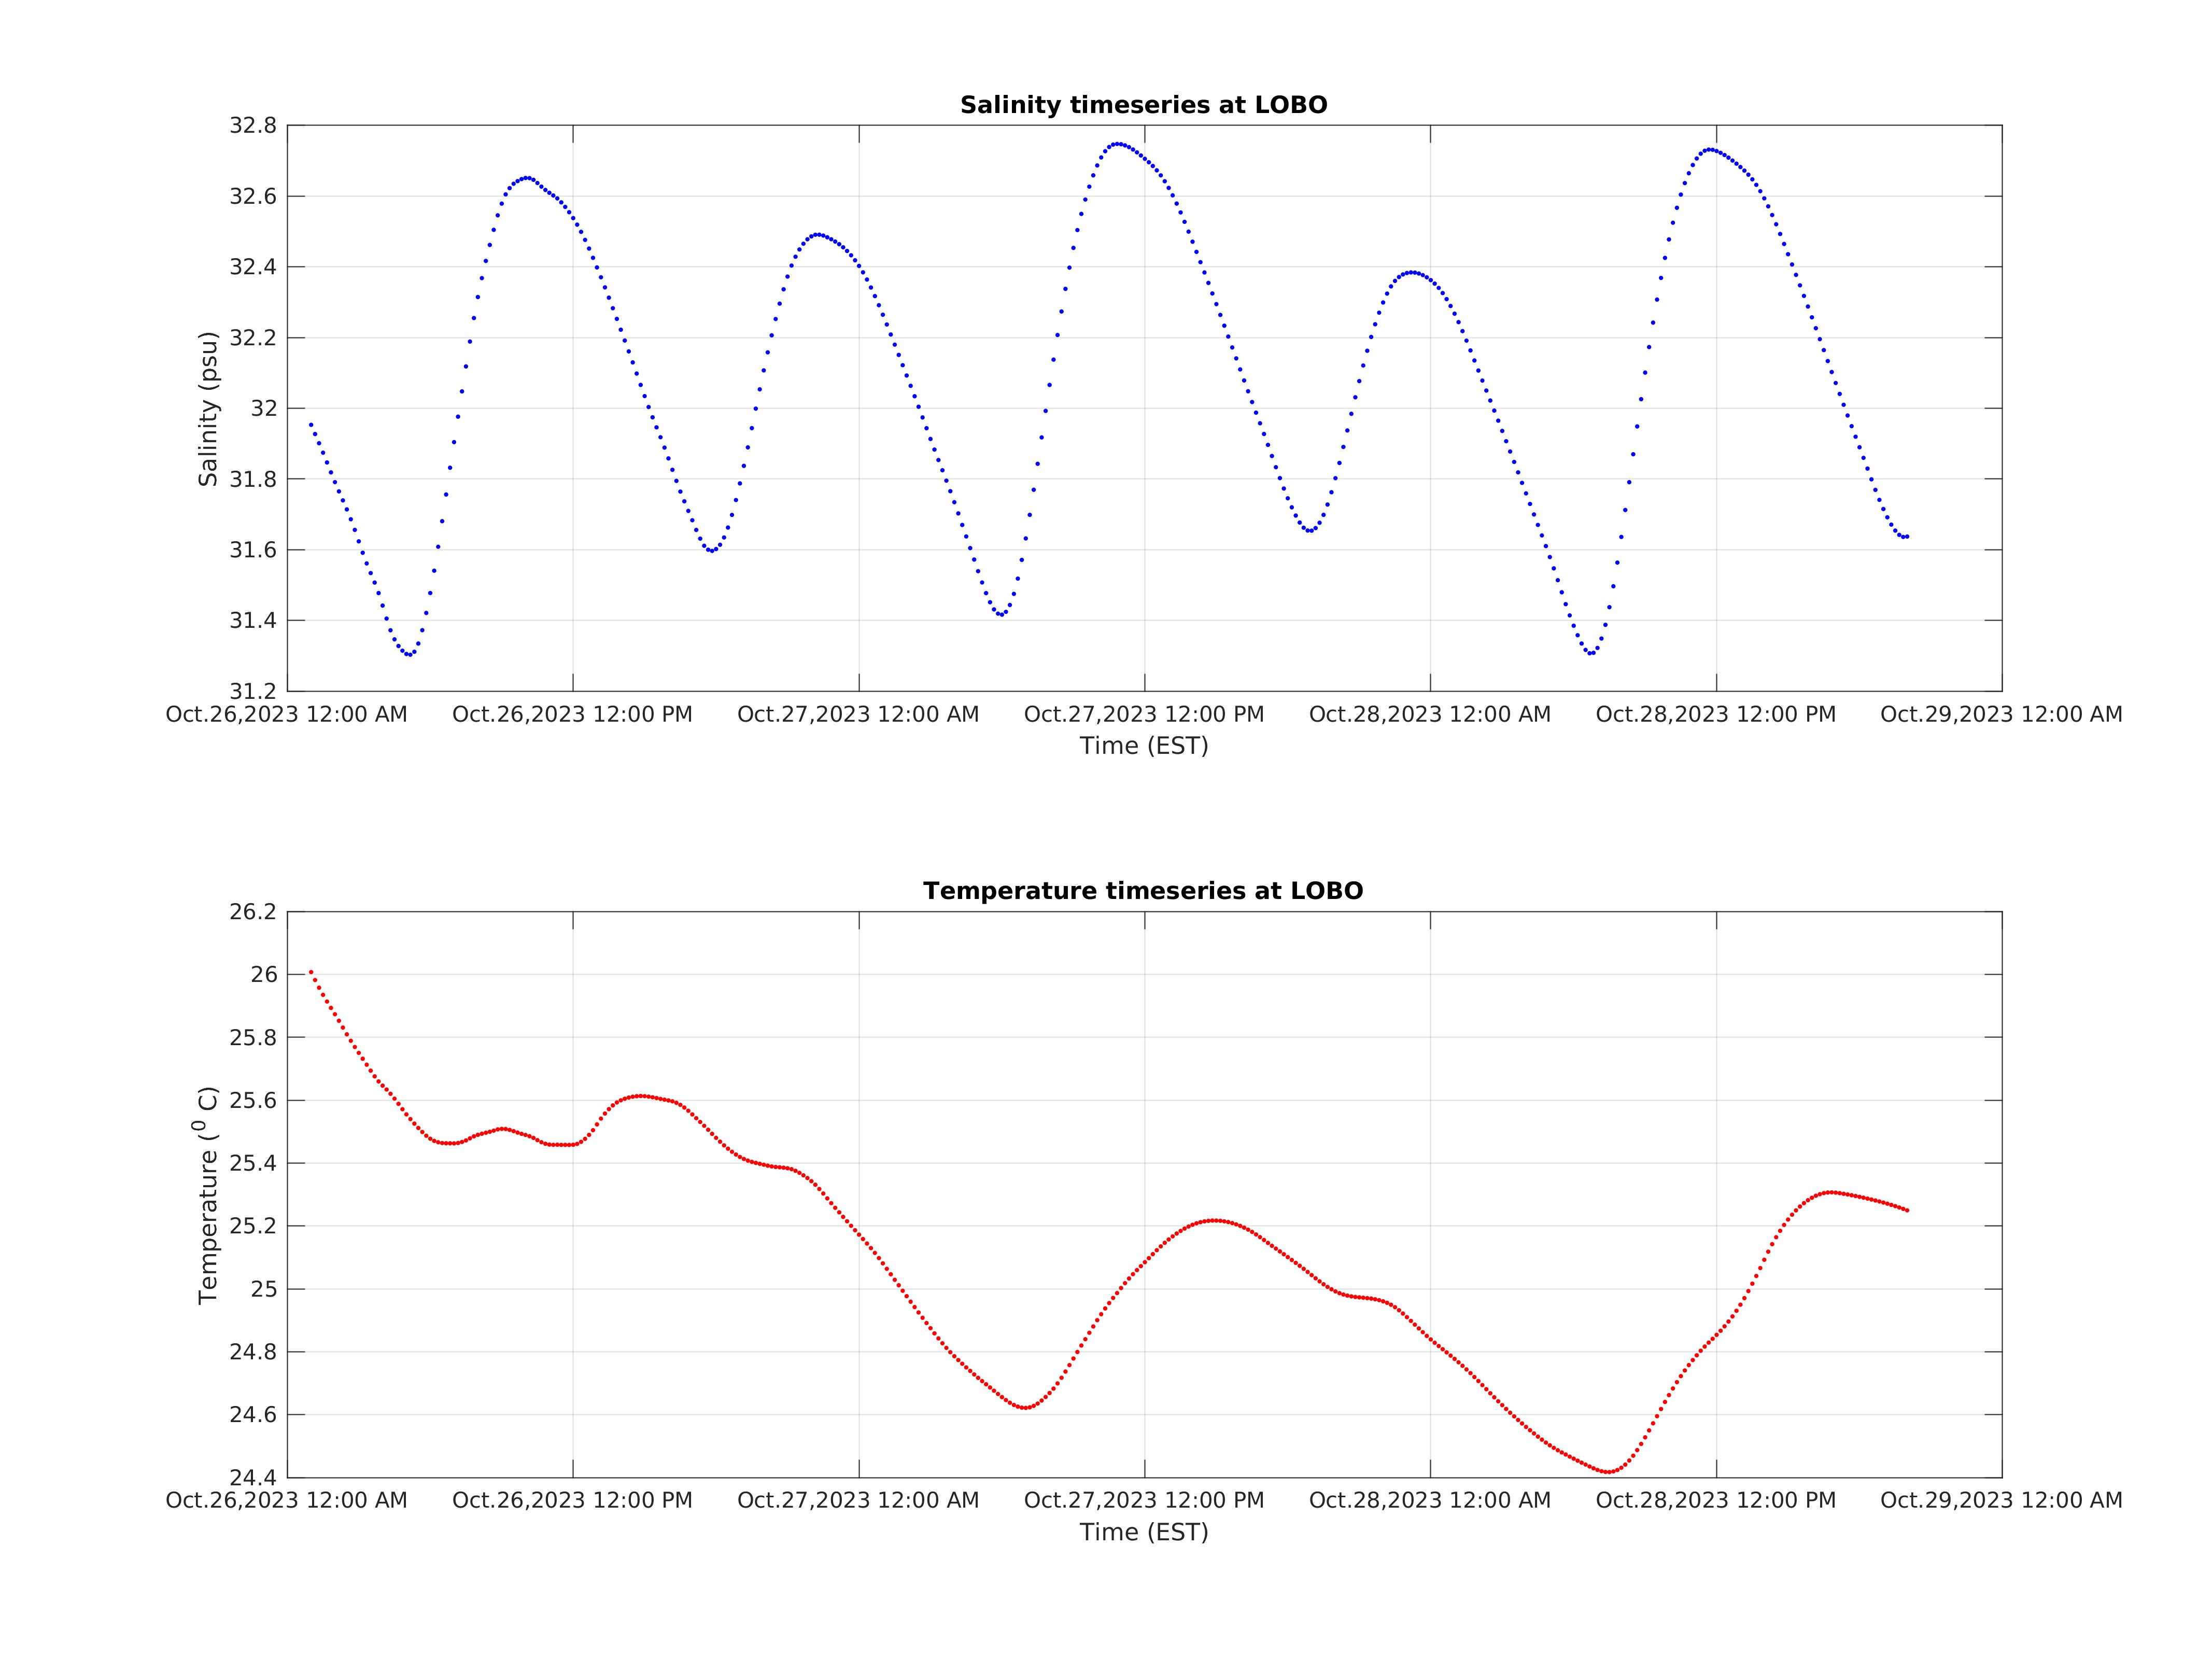 Salinity timeseries at LOBO
32.8
32.6
32.4
32.2
32
31.8
31.6
31.4
31.2
Salinity (psu)
Oct.26,2023 12:00 AM Oct.26,2023 12:00 PM Oct.27,2023 12:00 AM Oct.27,2023 12:00 PM Oct.28,2023 12:00 AM Oct.28,2023 12:00 PM Oct.29,2023 12:00 AM
Time (EST)
Temperature timeseries at LOBO
26.2
26
25.8
25.6
25.4
25.2
25
24.8
24.6
24.4
Temperature (⁰ C)
Oct.26,2023 12:00 AM Oct.26,2023 12:00 PM Oct.27,2023 12:00 AM Oct.27,2023 12:00 PM Oct.28,2023 12:00 AM Oct.28,2023 12:00 PM Oct.29,2023 12:00 AM
Time (EST)